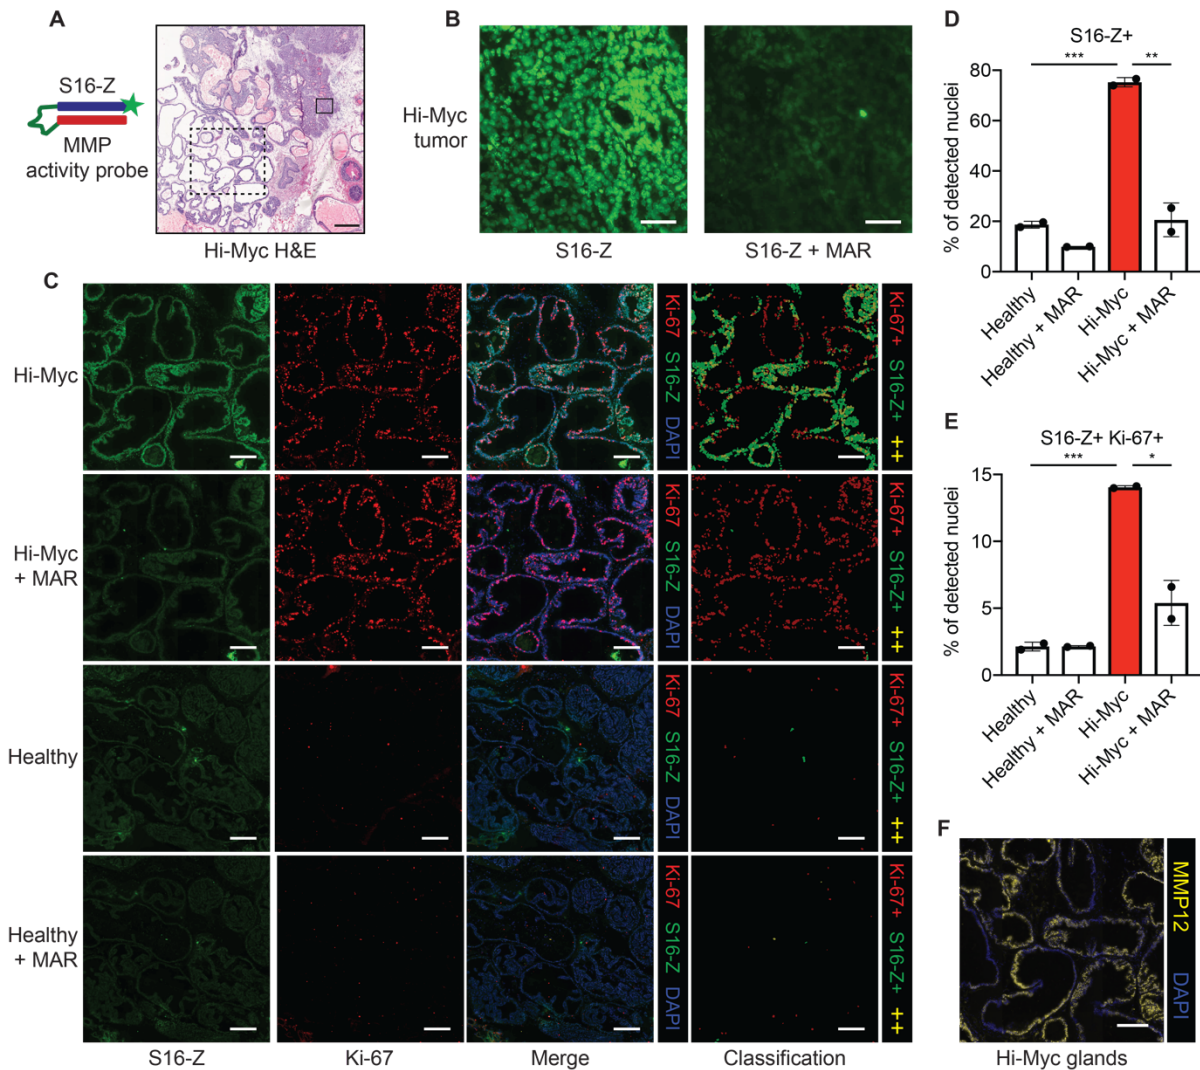 A
S16-Z
MMP
activity probe
Hi-Myc H&E
B
Hi-Myc
tumor
S16-Z
S16-Z + MAR
C
Hi-Myc
Ki-67 S16-Z DAPI
Ki-67+ S16-Z+ ++
Hi-Myc
+ MAR
Ki-67 S16-Z DAPI
Ki-67+ S16-Z+ ++
Healthy
Ki-67 S16-Z DAPI
Ki-67+ S16-Z+ ++
Healthy
+ MAR
Ki-67 S16-Z DAPI
Ki-67+ S16-Z+ ++
S16-Z
Ki-67
Merge
Classification
D
S16-Z+
***
**
% of detected nuclei
80
60
40
20
0
Healthy
Healthy + MAR
Hi-Myc
Hi-Myc + MAR
E
S16-Z+ Ki-67+
***
*
% of detected nuclei
15
10
5
0
Healthy
Healthy + MAR
Hi-Myc
Hi-Myc + MAR
F
MMP12 DAPI
Hi-Myc glands